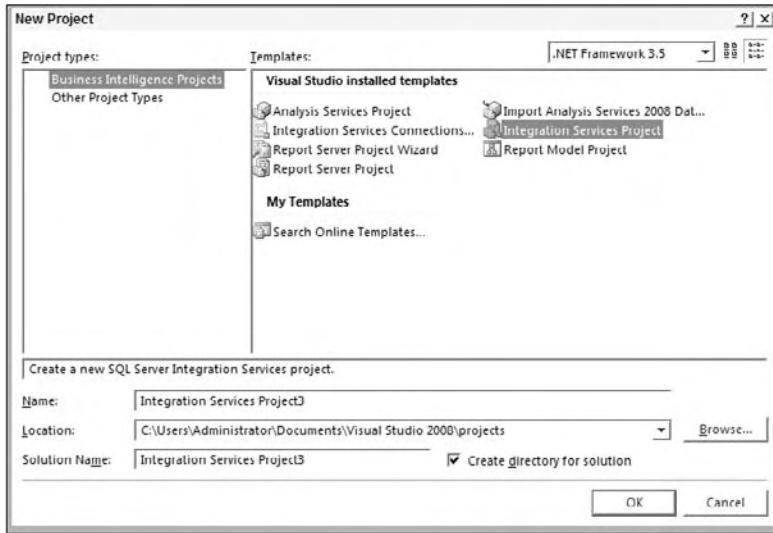 New Project
Project types:
Templates:
.NET Framework 3.5
Business Intelligence Projects
Other Project Types
Visual Studio installed templates
Analysis Services Project
Import Analysis Services 2008 Dat...
Integration Services Connections...
Integration Services Project
Report Server Project Wizard
Report Model Project
Report Server Project
My Templates
Search Online Templates...
Create a new SQL Server Integration Services project.
Name:
Integration Services Project3
Location:
C:\Users\Administrator\Documents\Visual Studio 2008\projects
Browse...
Solution Name:
Integration Services Project3
Create directory for solution
OK
Cancel